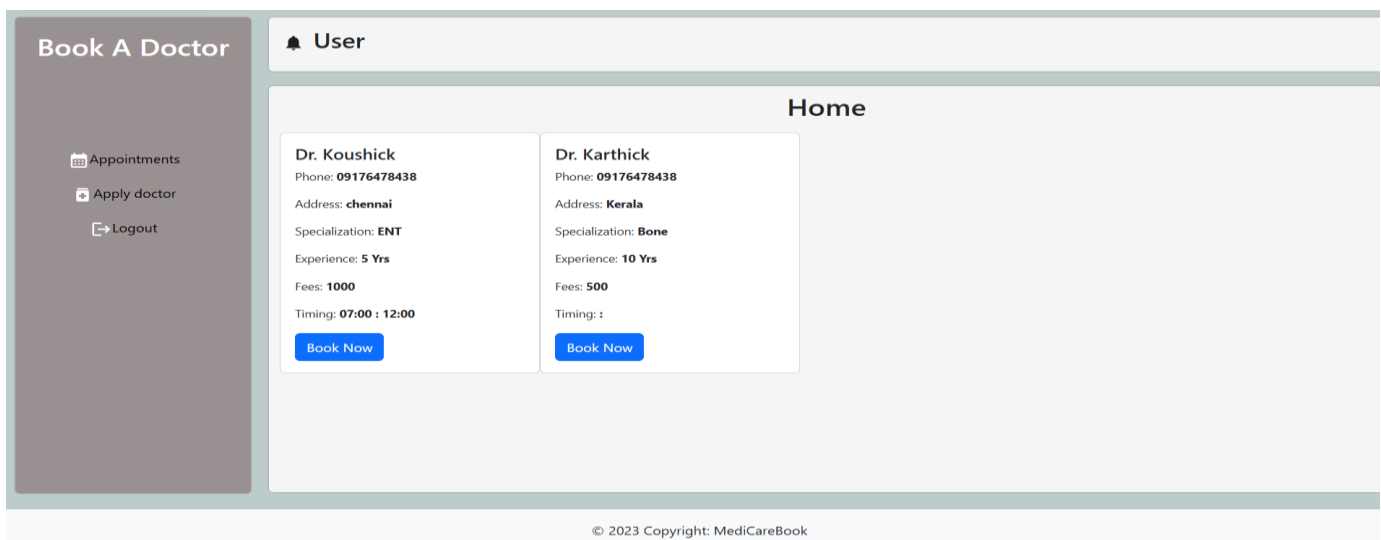 Book A Doctor
Appointments
Apply doctor
Logout
User
Home
Dr. Koushick
Phone: 09176478438
Address: chennai
Specialization: ENT
Experience: 5 Yrs
Fees: 1000
Timing: 07:00 : 12:00
Book Now
Dr. Karthick
Phone: 09176478438
Address: Kerala
Specialization: Bone
Experience: 10 Yrs
Fees: 500
Timing: :
Book Now
© 2023 Copyright: MediCareBook